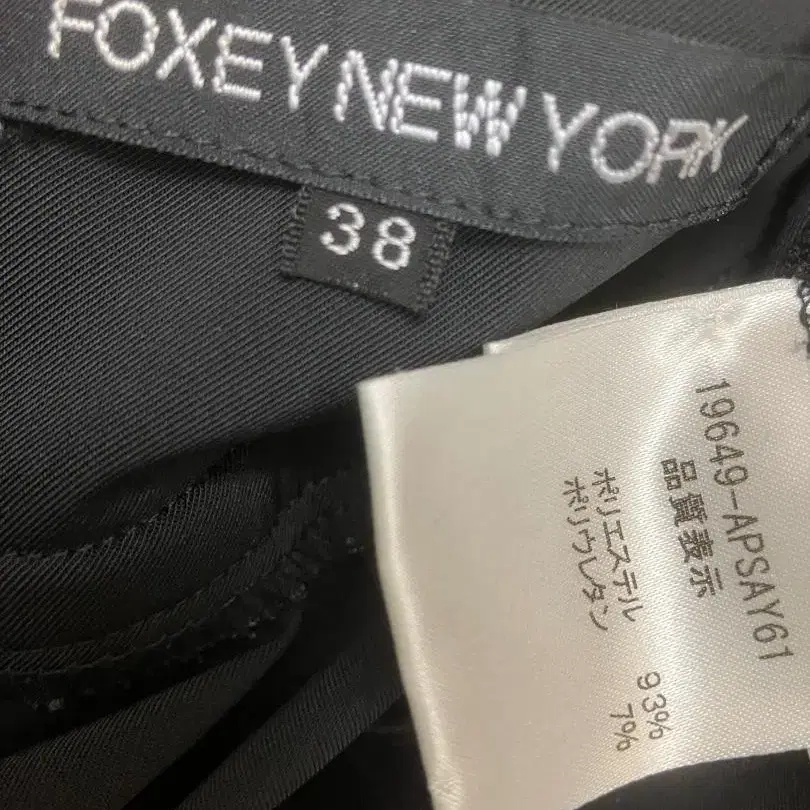 FOXEY NEW YORK
38
19649-APSAY61
品質表示
ポリエステル 93%
ポリウレタン 7%